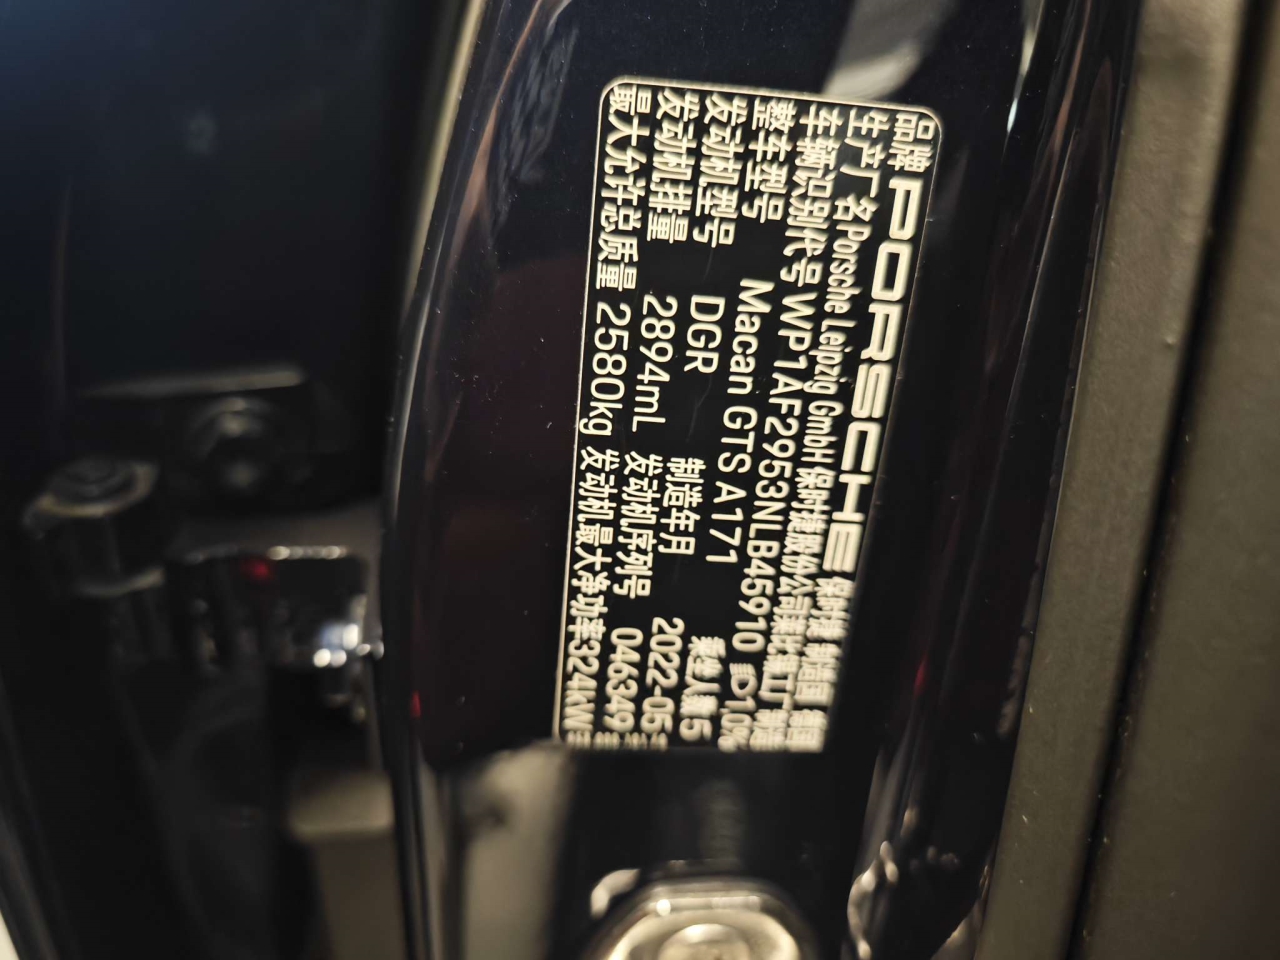 品牌 PORSCHE 保时捷 制造国 德国
生产厂名 Porsche Leipzig GmbH 保时捷股份公司莱比锡工厂 制造
车辆识别代号 WP1AF2953NLB45910 1,0%
整车型号 Macan GTS A171
发动机型号 DGR 制造年月 乘坐人数 5
发动机排量 2894mL 发动机序列号 2022-05
最大允许总质量 2580kg 发动机最大净功率 324kW 046349